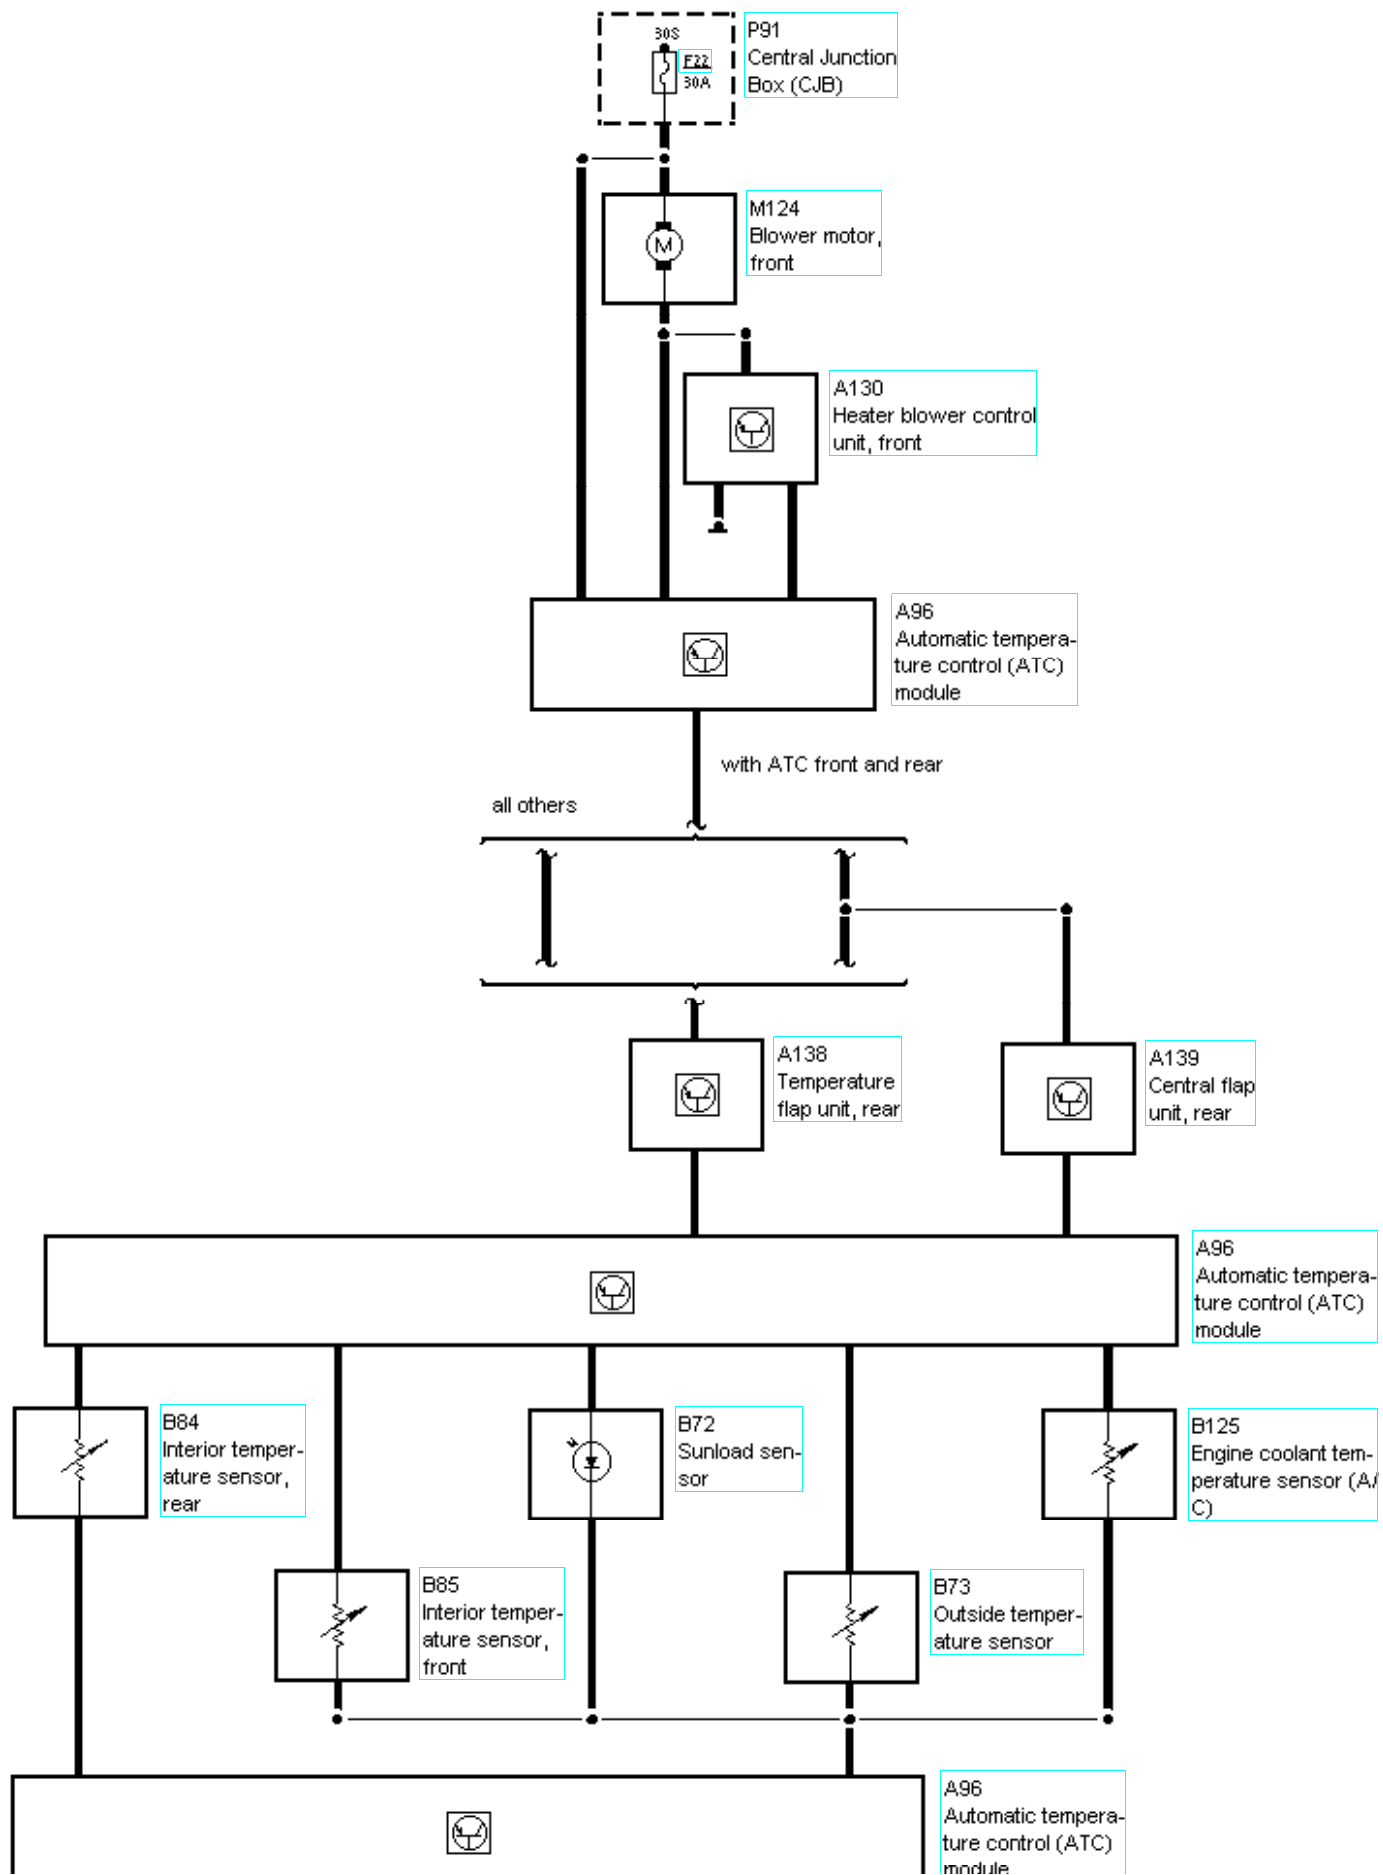 30S
F22
30A
P91
Central Junction
Box (CJB)
M
M124
Blower motor,
front
A130
Heater blower control
unit, front
A96
Automatic tempera-
ture control (ATC)
module
with ATC front and rear
all others
A138
Temperature
flap unit, rear
A139
Central flap
unit, rear
A96
Automatic tempera-
ture control (ATC)
module
B84
Interior temper-
ature sensor,
rear
B72
Sunload sen-
sor
B125
Engine coolant tem-
perature sensor (A/
C)
B85
Interior temper-
ature sensor,
front
B73
Outside temper-
ature sensor
A96
Automatic tempera-
ture control (ATC)
module